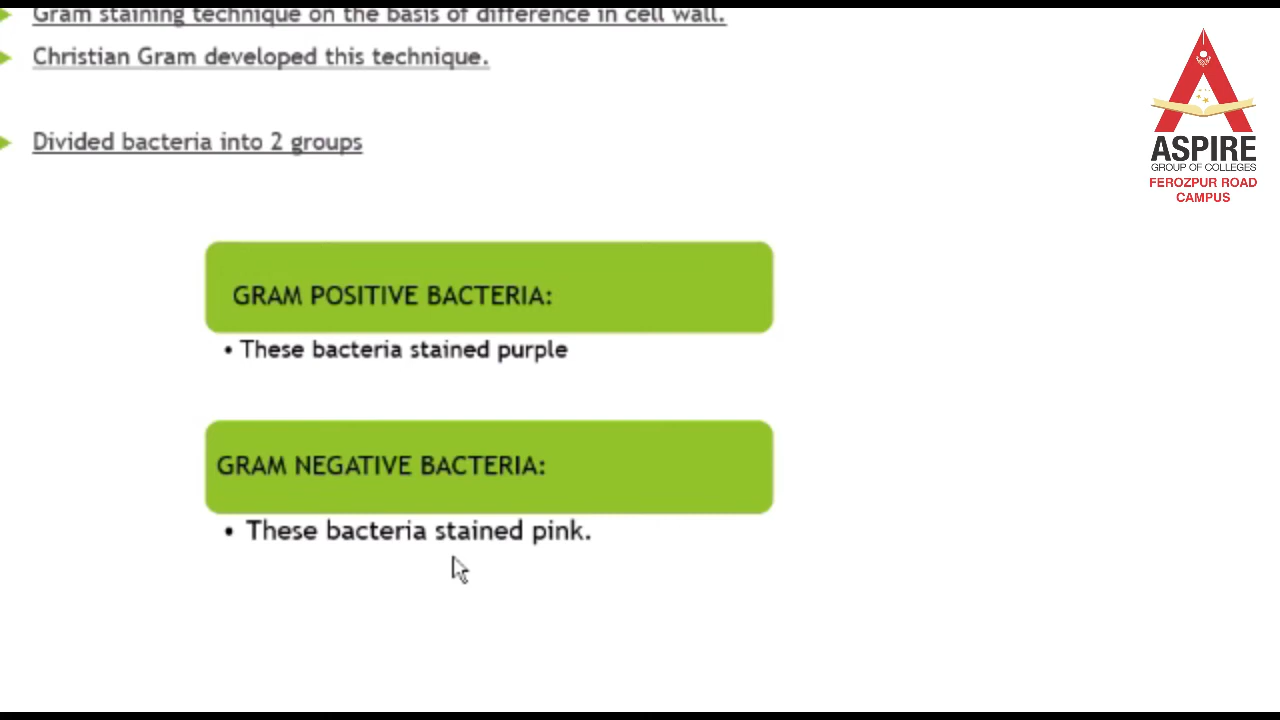 Gram staining technique on the basis of difference in cell wall.
Christian Gram developed this technique.
Divided bacteria into 2 groups
GRAM POSITIVE BACTERIA:
• These bacteria stained purple
GRAM NEGATIVE BACTERIA:
• These bacteria stained pink.
ASPIRE
GROUP OF COLLEGES
FEROZPUR ROAD
CAMPUS